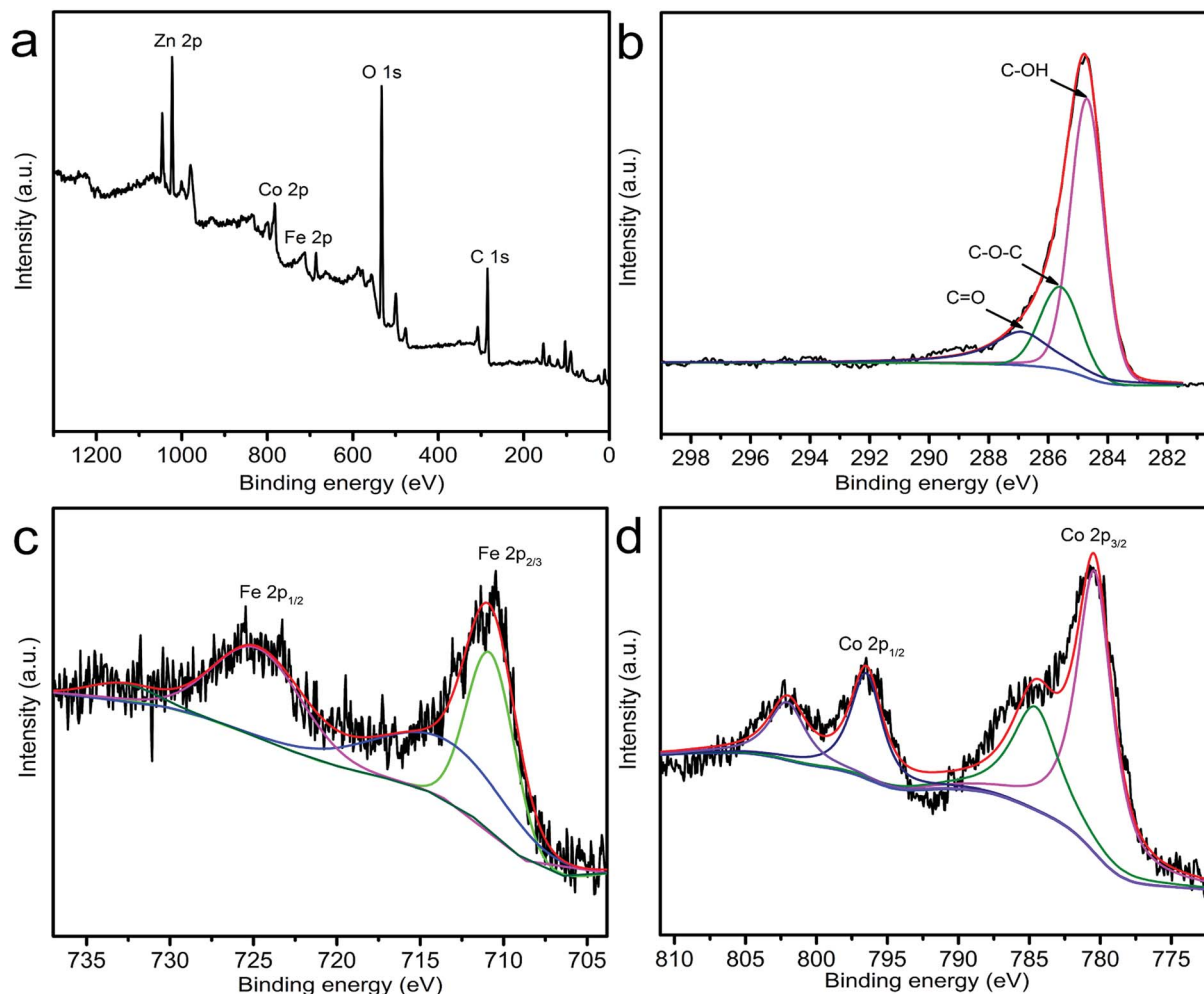 a
Zn 2p
O 1s
Co 2p
Fe 2p
C 1s
Intensity (a.u.)
1200 1000 800 600 400 200 0
Binding energy (eV)
b
C-OH
C-O-C
C=O
Intensity (a.u.)
298 296 294 292 290 288 286 284 282
Binding energy (eV)
c
Fe 2p2/3
Fe 2p1/2
Intensity (a.u.)
735 730 725 720 715 710 705
Binding energy (eV)
d
Co 2p3/2
Co 2p1/2
Intensity (a.u.)
810 805 800 795 790 785 780 775
Binding energy (eV)